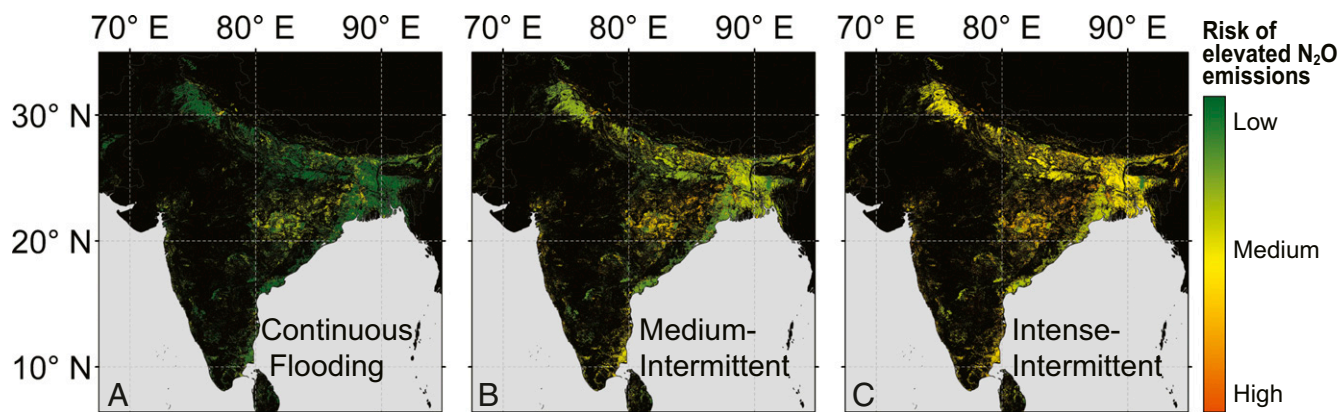 70° E 80° E 90° E 70° E 80° E 90° E 70° E 80° E 90° E
Risk of
elevated N₂O
emissions
30° N
20° N
10° N
Low
Medium
High
Continuous
Flooding
A
Medium-
Intermittent
B
Intense-
Intermittent
C